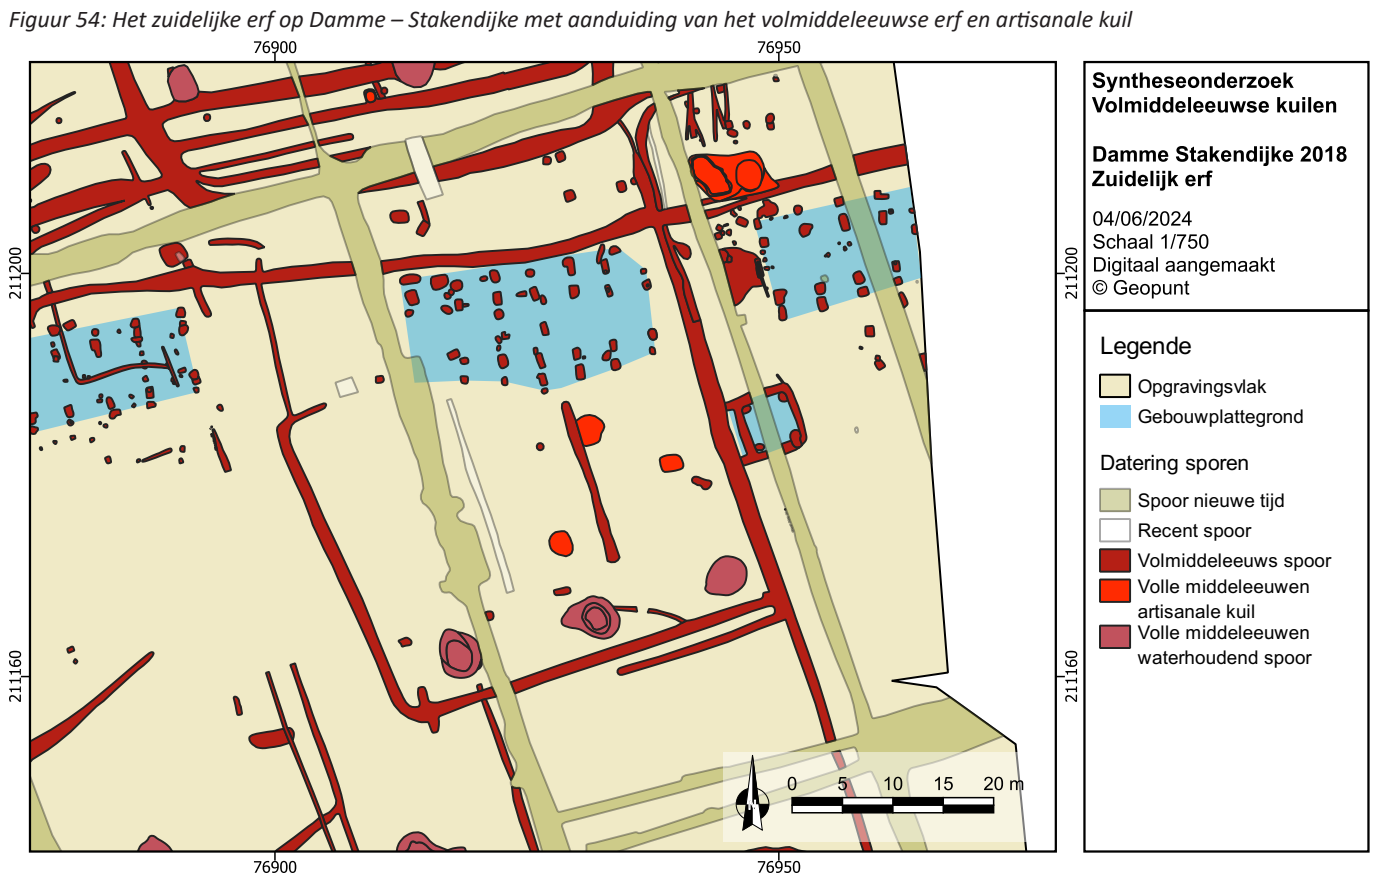 Figuur 54: Het zuidelijke erf op Damme – Stakendijke met aanduiding van het volmiddeleeuwse erf en artisanale kuil
76900
76950
211200
211160
211200
211160
76900
76950
N
0 5 10 15 20 m
Syntheseonderzoek
Volmiddeleeuwse kuilen
Damme Stakendijke 2018
Zuidelijk erf
04/06/2024
Schaal 1/750
Digitaal aangemaakt
© Geopunt
Legende
Opgravingsvlak
Gebouwplattegrond
Datering sporen
Spoor nieuwe tijd
Recent spoor
Volmiddeleeuws spoor
Volle middeleeuwen
artisanale kuil
Volle middeleeuwen
waterhoudend spoor